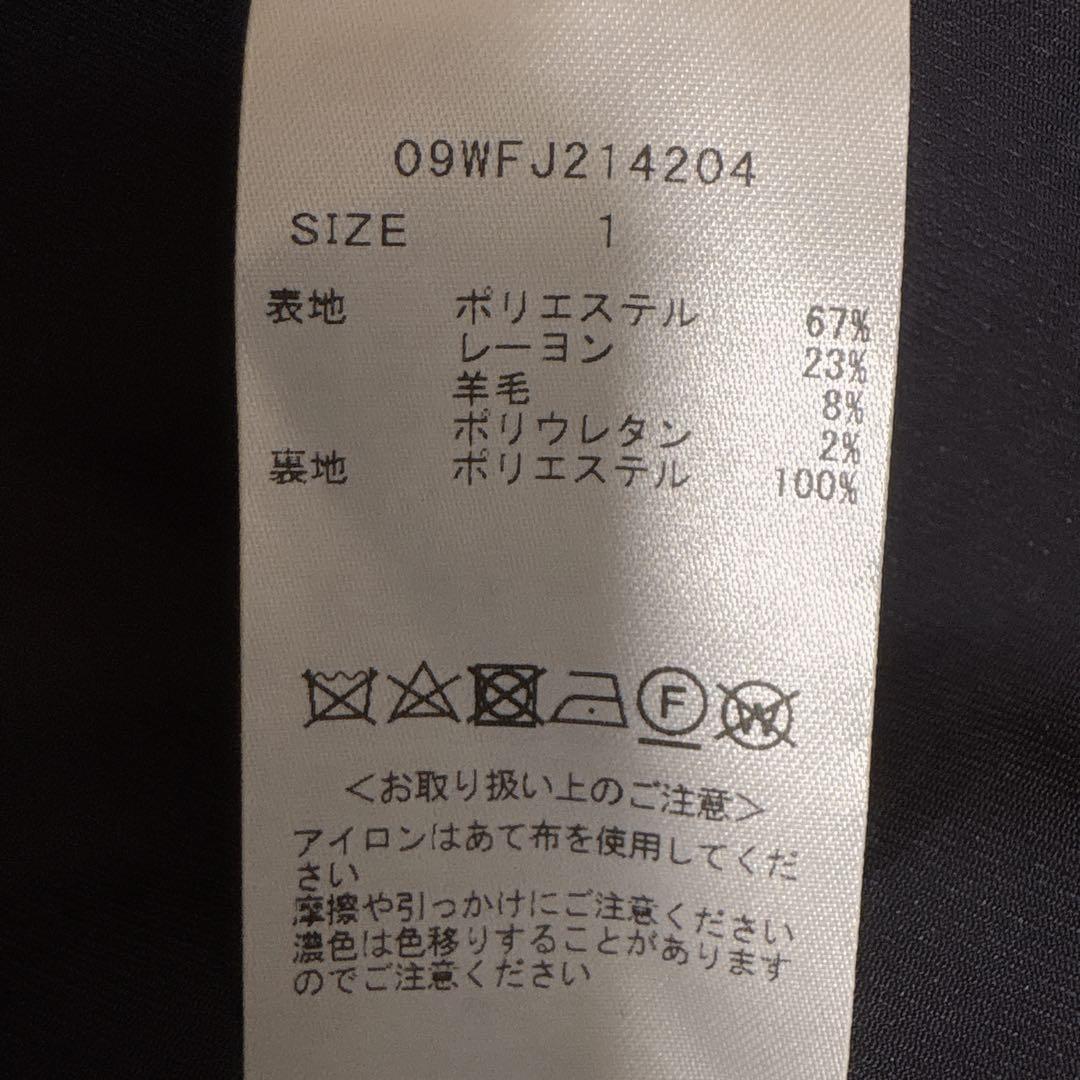 09WFJ214204
SIZE 1
表地 ポリエステル 67%
レーヨン 23%
羊毛 8%
ポリウレタン 2%
裏地 ポリエステル 100%
F W
<お取り扱い上のご注意>
アイロンはあて布を使用してくだ
さい
摩擦や引っかけにご注意ください
濃色は色移りすることがあります
のでご注意ください